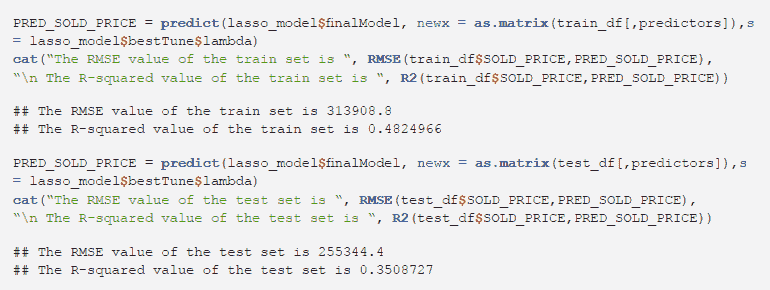 PRED_SOLD_PRICE = predict(lasso_model$finalModel, newx = as.matrix(train_df[,predictors]),s
= lasso_model$bestTune$lambda)
cat(“The RMSE value of the train set is “, RMSE(train_df$SOLD_PRICE,PRED_SOLD_PRICE),
“\n The R-squared value of the train set is “, R2(train_df$SOLD_PRICE,PRED_SOLD_PRICE))
## The RMSE value of the train set is 313908.8
## The R-squared value of the train set is 0.4824966
PRED_SOLD_PRICE = predict(lasso_model$finalModel, newx = as.matrix(test_df[,predictors]),s
= lasso_model$bestTune$lambda)
cat(“The RMSE value of the test set is “, RMSE(test_df$SOLD_PRICE,PRED_SOLD_PRICE),
“\n The R-squared value of the test set is “, R2(test_df$SOLD_PRICE,PRED_SOLD_PRICE))
## The RMSE value of the test set is 255344.4
## The R-squared value of the test set is 0.3508727